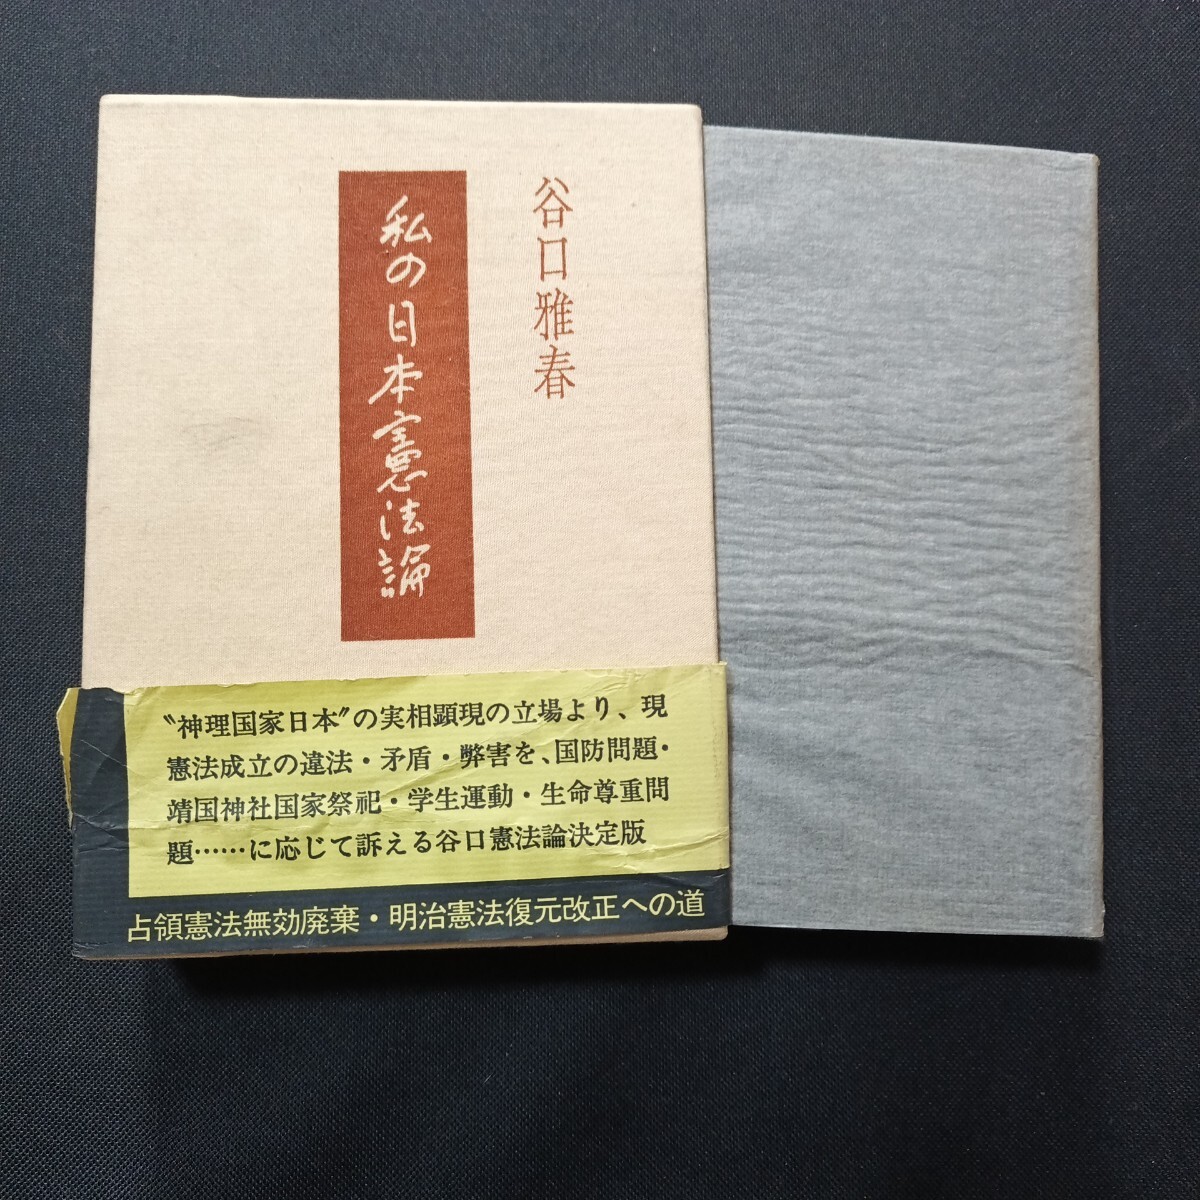 谷口雅春
私の日本憲法論
〝神理国家日本〟の実相顕現の立場より、現
憲法成立の違法・矛盾・弊害を、国防問題・
靖国神社国家祭祀・学生運動・生命尊重問
題……に応じて訴える谷口憲法論決定版
占領憲法無効廃棄・明治憲法復元改正への道